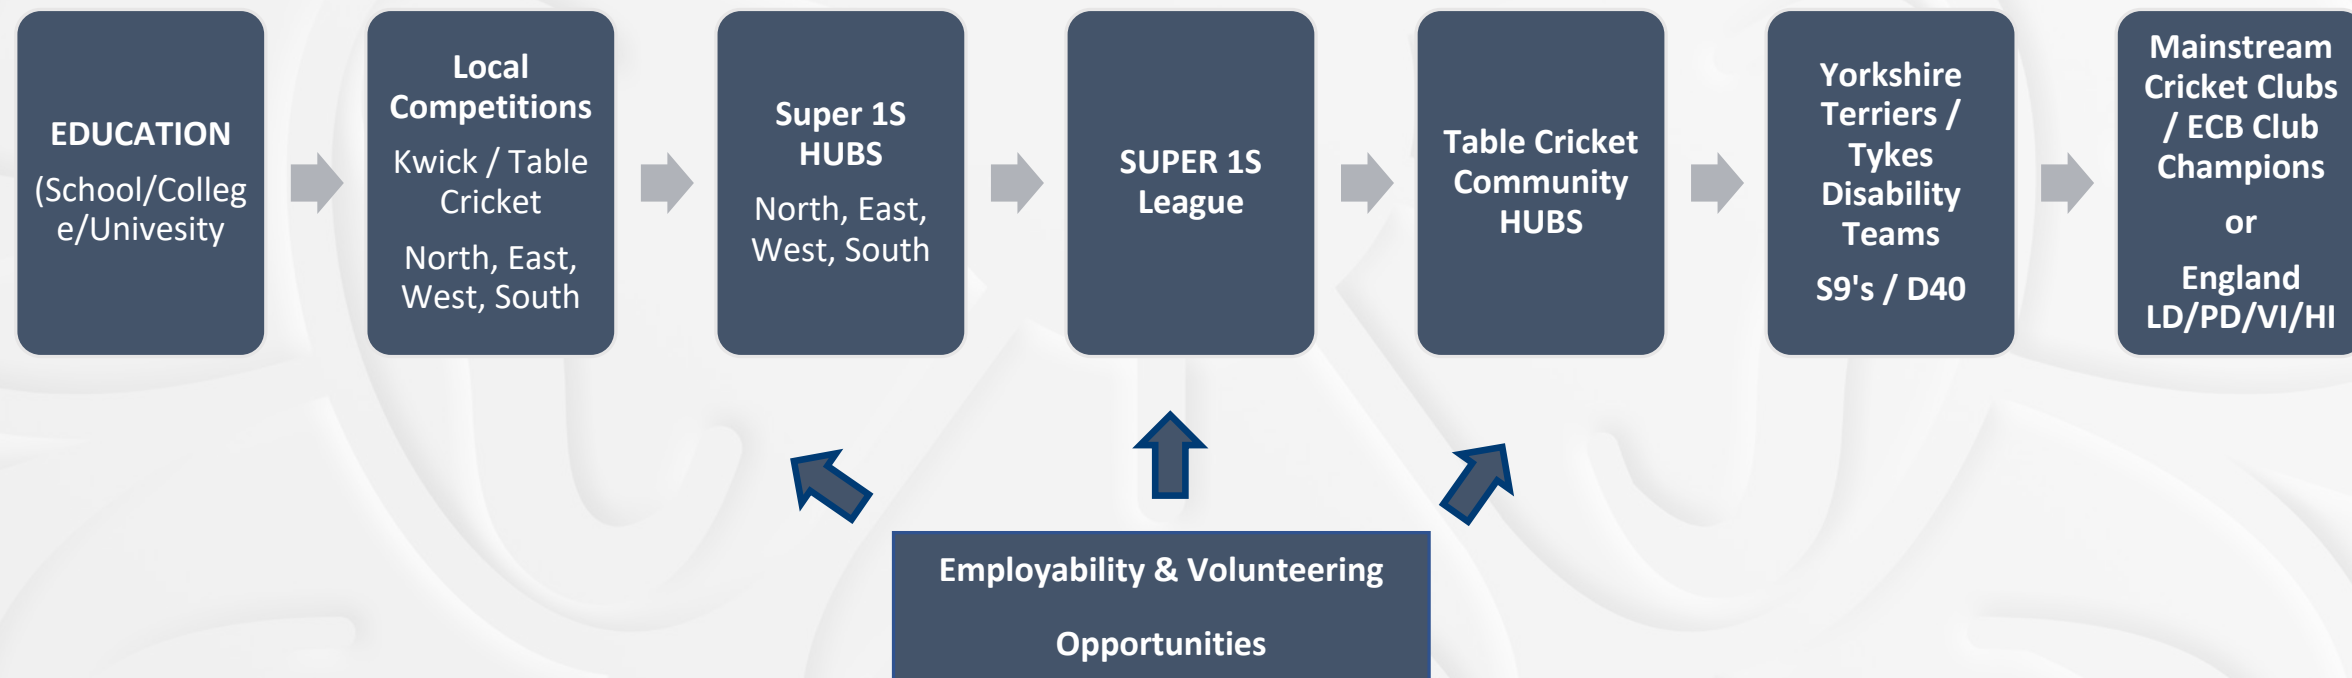 EDUCATION
(School/Colleg
e/Univesity
Local
Competitions
Kwick / Table
Cricket
North, East,
West, South
Super 1S
HUBS
North, East,
West, South
SUPER 1S
League
Table Cricket
Community
HUBS
Yorkshire
Terriers /
Tykes
Disability
Teams
S9's / D40
Mainstream
Cricket Clubs
/ ECB Club
Champions
or
England
LD/PD/VI/HI
Employability & Volunteering
Opportunities